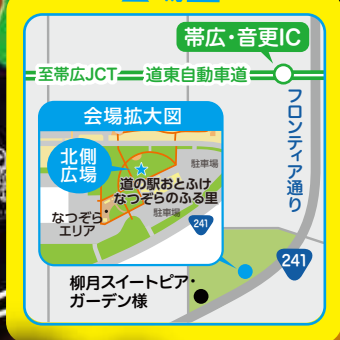 帯広・音更IC
至帯広JCT
道東自動車道
フロンティア通り
会場拡大図
北側
広場
駐車場
道の駅おとふけ
なつぞらのふる里
駐車場
なつぞら
エリア
241
241
柳月スイートピア・
ガーデン様